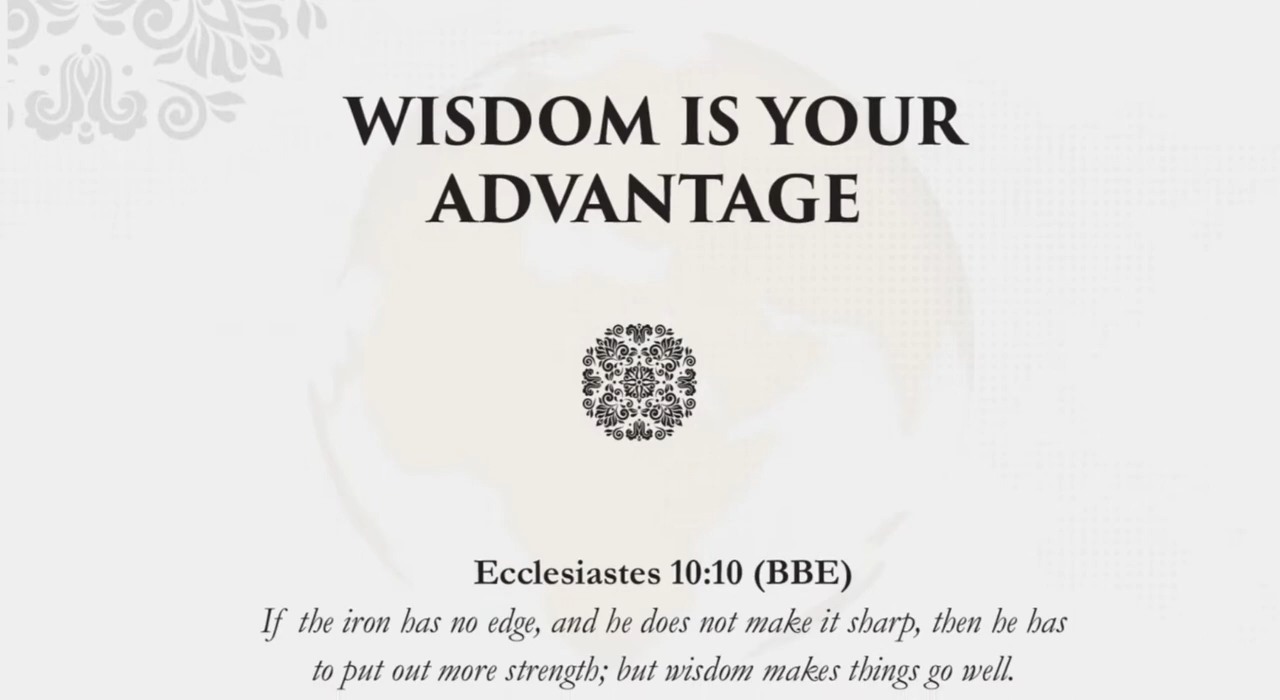 WISDOM IS YOUR
ADVANTAGE
Ecclesiastes 10:10 (BBE)
If the iron has no edge, and he does not make it sharp, then he has
to put out more strength; but wisdom makes things go well.